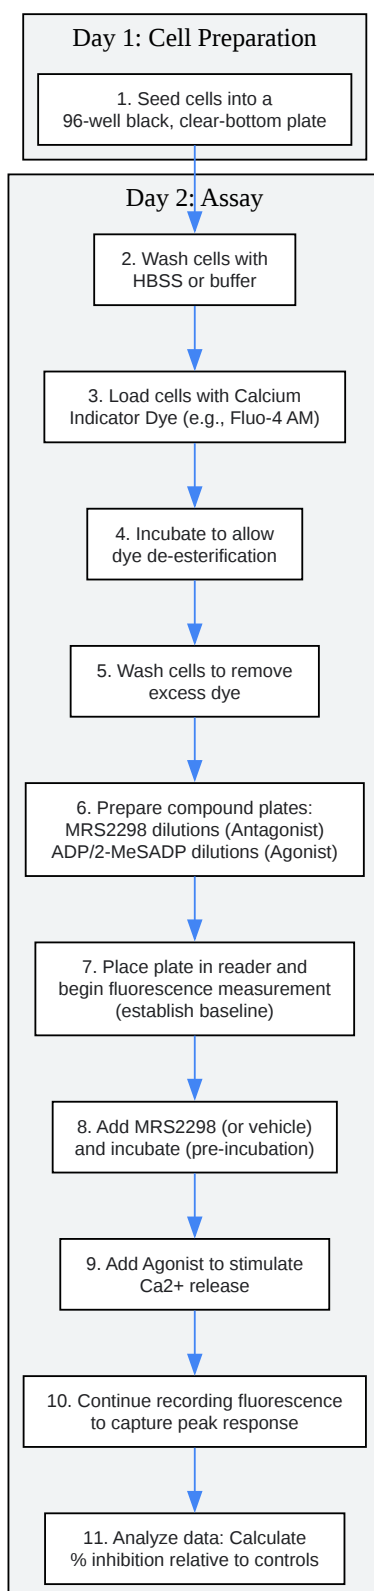 Day 1: Cell Preparation
1. Seed cells into a
96-well black, clear-bottom plate
Day 2: Assay
2. Wash cells with
HBSS or buffer
3. Load cells with Calcium
Indicator Dye (e.g., Fluo-4 AM)
4. Incubate to allow
dye de-esterification
5. Wash cells to remove
excess dye
6. Prepare compound plates:
MRS2298 dilutions (Antagonist)
ADP/2-MeSADP dilutions (Agonist)
7. Place plate in reader and
begin fluorescence measurement
(establish baseline)
8. Add MRS2298 (or vehicle)
and incubate (pre-incubation)
9. Add Agonist to stimulate
Ca2+ release
10. Continue recording fluorescence
to capture peak response
11. Analyze data: Calculate
% inhibition relative to controls